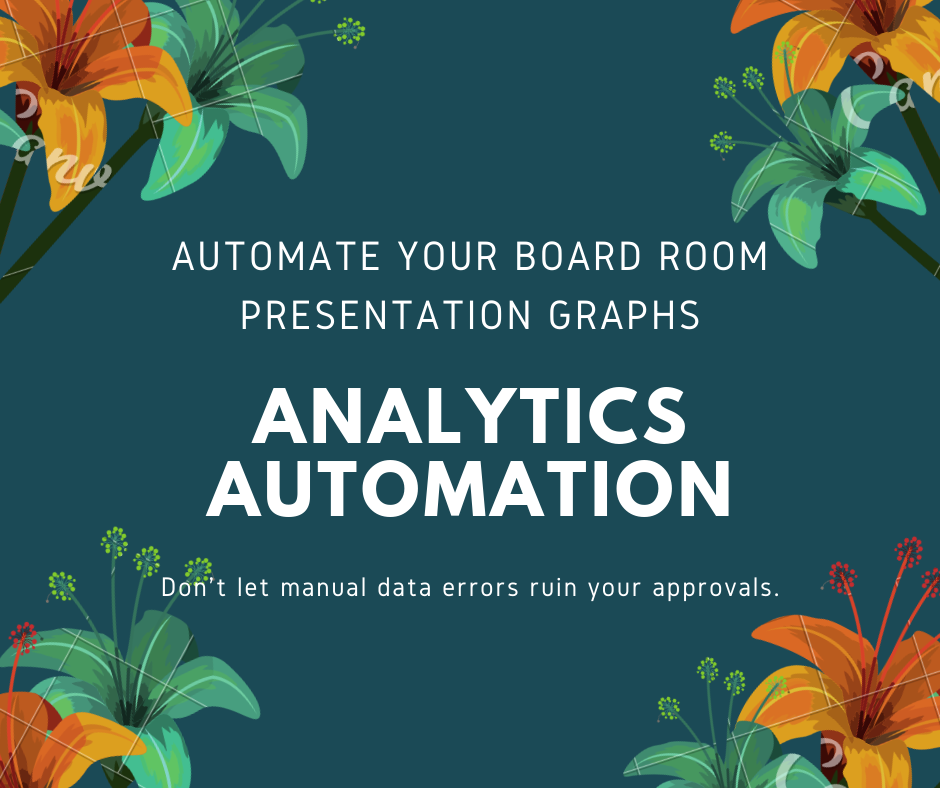 AUTOMATE YOUR BOARD ROOM
PRESENTATION GRAPHS
ANALYTICS
AUTOMATION
Don't let manual data errors ruin your approvals.